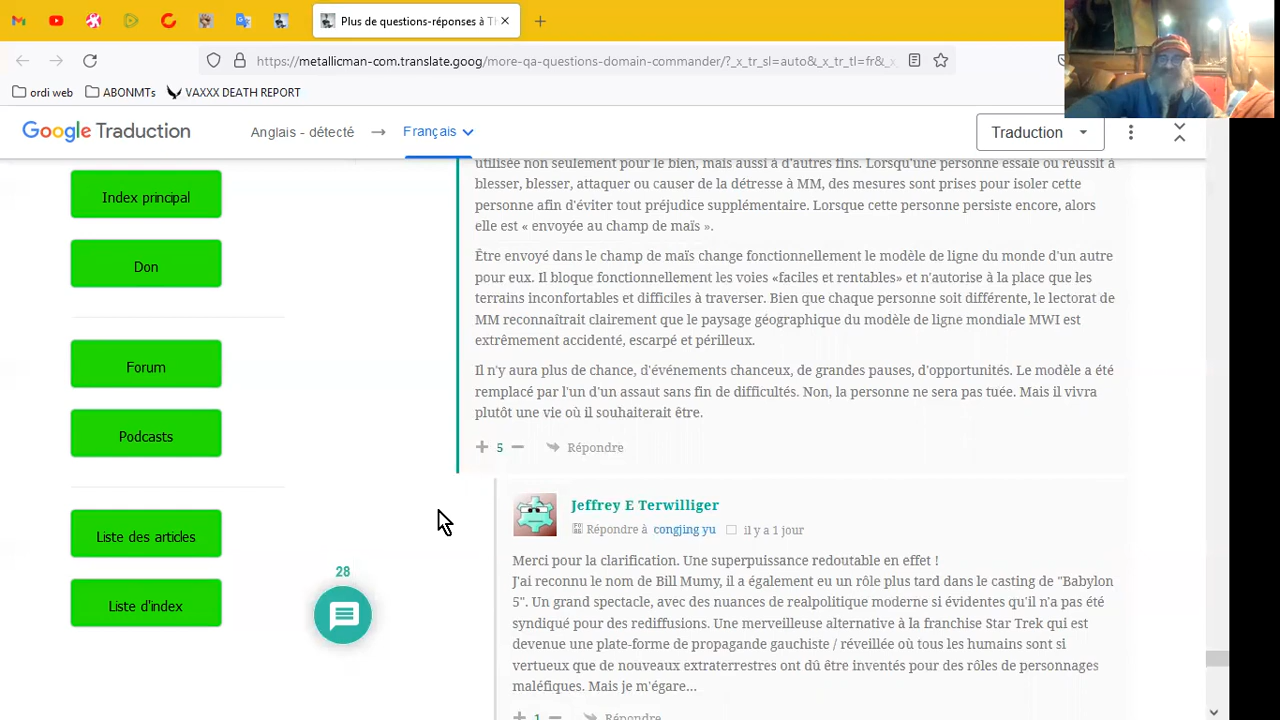 Plus de questions-réponses à Tl
https://metallicman-com.translate.goog/more-qa-questions-domain-commander/?_x_tr_sl=auto&_x_tr_tl=fr&_x_
ordi web
ABONMTs
VAXXX DEATH REPORT
Google Traduction
Anglais - détecté
Français
Traduction
Index principal
Don
Forum
Podcasts
Liste des articles
Liste d'index
28
utilisée non seulement pour le bien, mais aussi à d'autres fins. Lorsqu'une personne essaie ou réussit à
blesser, blesser, attaquer ou causer de la détresse à MM, des mesures sont prises pour isoler cette
personne afin d'éviter tout préjudice supplémentaire. Lorsque cette personne persiste encore, alors
elle est « envoyée au champ de maïs ».
Être envoyé dans le champ de maïs change fonctionnellement le modèle de ligne du monde d'un autre
pour eux. Il bloque fonctionnellement les voies «faciles et rentables» et n'autorise à la place que les
terrains inconfortables et difficiles à traverser. Bien que chaque personne soit différente, le lectorat de
MM reconnaîtrait clairement que le paysage géographique du modèle de ligne mondiale MWI est
extrêmement accidenté, escarpé et périlleux.
Il n'y aura plus de chance, d'événements chanceux, de grandes pauses, d'opportunités. Le modèle a été
remplacé par l'un d'un assaut sans fin de difficultés. Non, la personne ne sera pas tuée. Mais il vivra
plutôt une vie où il souhaiterait être.
5
Répondre
Jeffrey E Terwilliger
Répondre à congjing yu il y a 1 jour
Merci pour la clarification. Une superpuissance redoutable en effet !
J'ai reconnu le nom de Bill Mumy, il a également eu un rôle plus tard dans le casting de "Babylon
5". Un grand spectacle, avec des nuances de realpolitique moderne si évidentes qu'il n'a pas été
syndiqué pour des rediffusions. Une merveilleuse alternative à la franchise Star Trek qui est
devenue une plate-forme de propagande gauchiste / réveillée où tous les humains sont si
vertueux que de nouveaux extraterrestres ont dû être inventés pour des rôles de personnages
maléfiques. Mais je m'égare...
1
Répondre